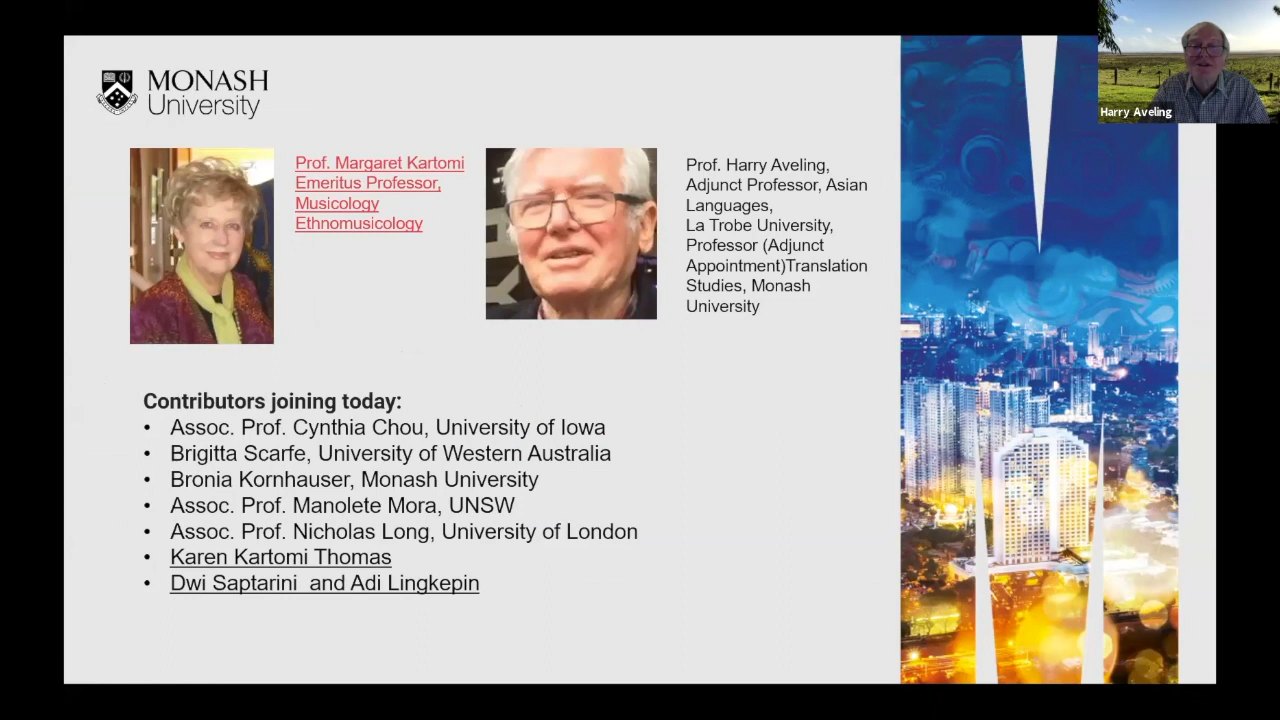 MONASH
University
Prof. Margaret Kartomi
Emeritus Professor,
Musicology
Ethnomusicology
Prof. Harry Aveling,
Adjunct Professor, Asian
Languages,
La Trobe University,
Professor (Adjunct
Appointment)Translation
Studies, Monash
University
Harry Aveling
Contributors joining today:
• Assoc. Prof. Cynthia Chou, University of Iowa
• Brigitta Scarfe, University of Western Australia
• Bronia Kornhauser, Monash University
• Assoc. Prof. Manolete Mora, UNSW
• Assoc. Prof. Nicholas Long, University of London
• Karen Kartomi Thomas
• Dwi Saptarini  and Adi Lingkepin